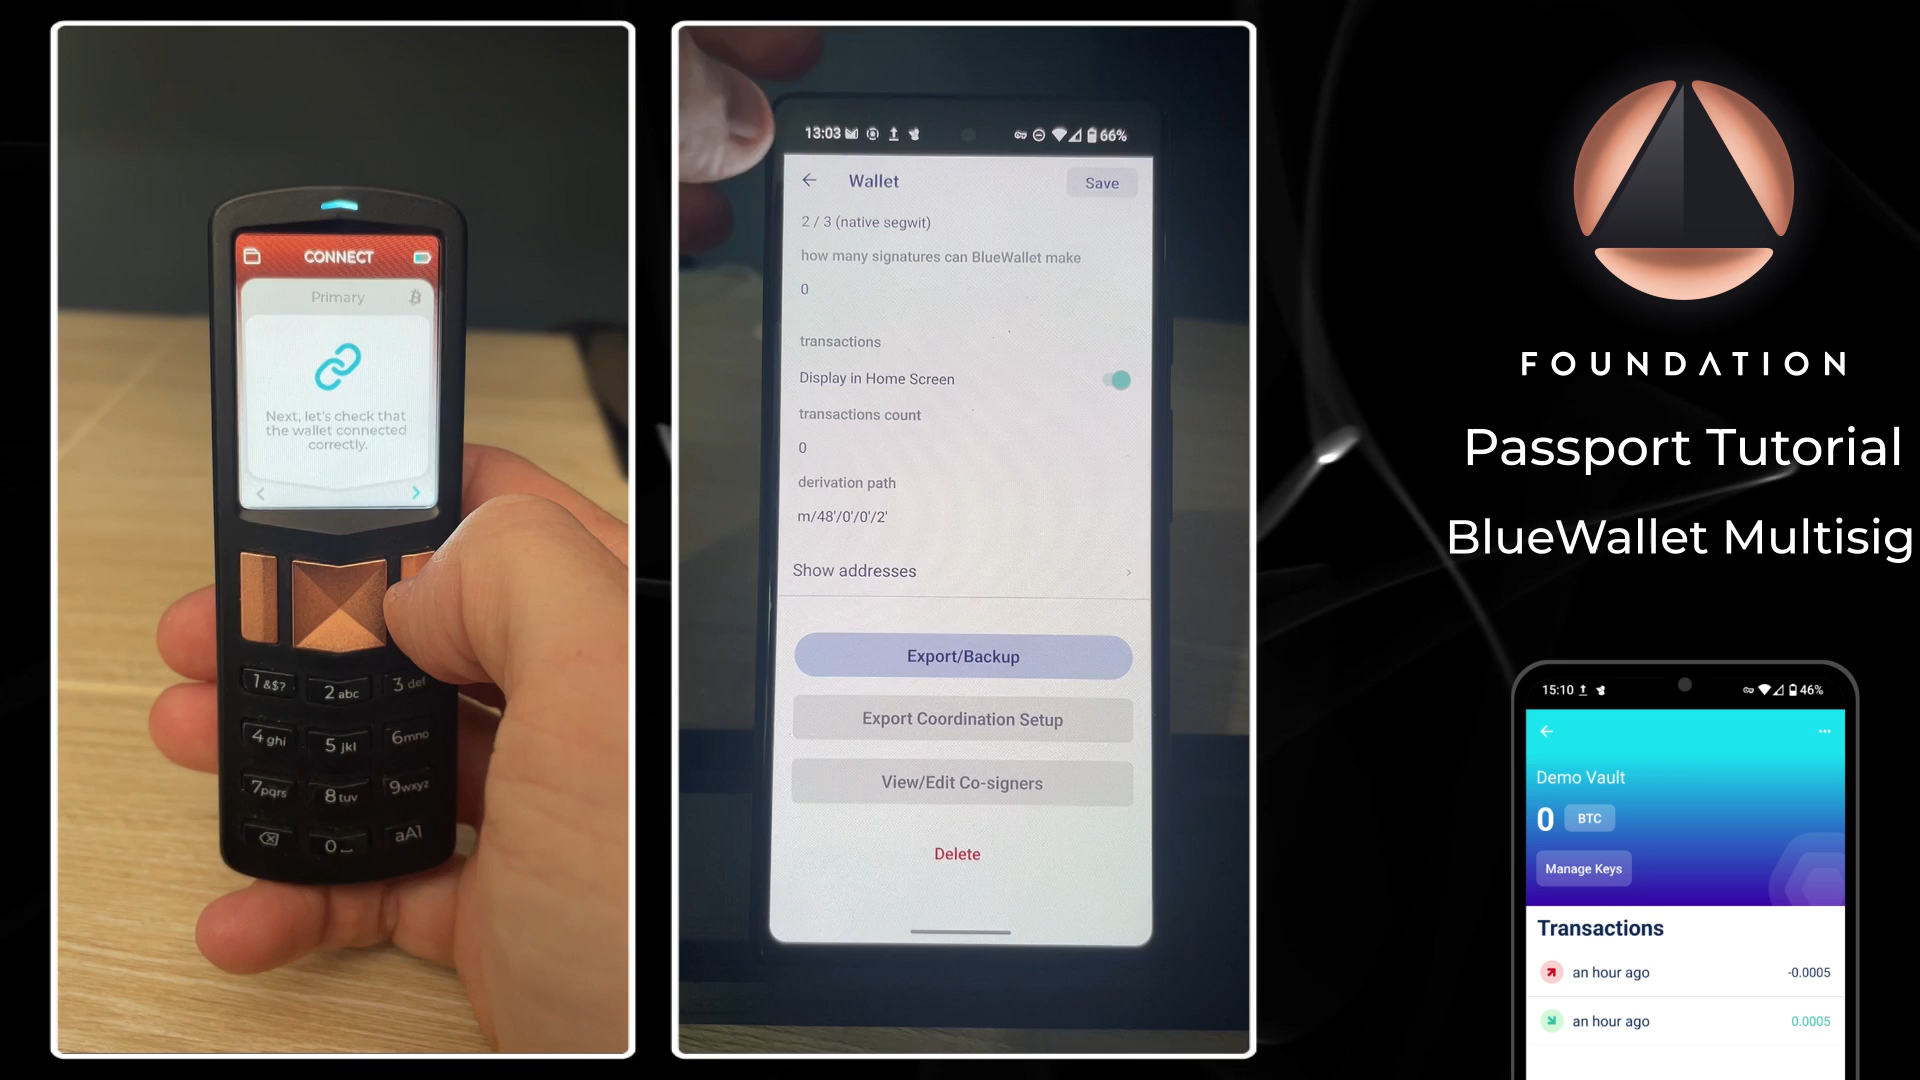 CONNECT
Primary
Next, let's check that
the wallet connected
correctly.
1 &$?
2 abc
3 def
4 ghi
5 jkl
6 mno
7 pqrs
8 tuv
9 wxyz
0
aA1
13:03
66%
Wallet
Save
2 / 3 (native segwit)
how many signatures can BlueWallet make
0
transactions
Display in Home Screen
transactions count
0
derivation path
m/48'/0'/0'/2'
Show addresses
Export/Backup
Export Coordination Setup
View/Edit Co-signers
Delete
FOUNDATION
Passport Tutorial
BlueWallet Multisig
15:10
46%
Demo Vault
0 BTC
Manage Keys
Transactions
an hour ago -0.0005
an hour ago 0.0005